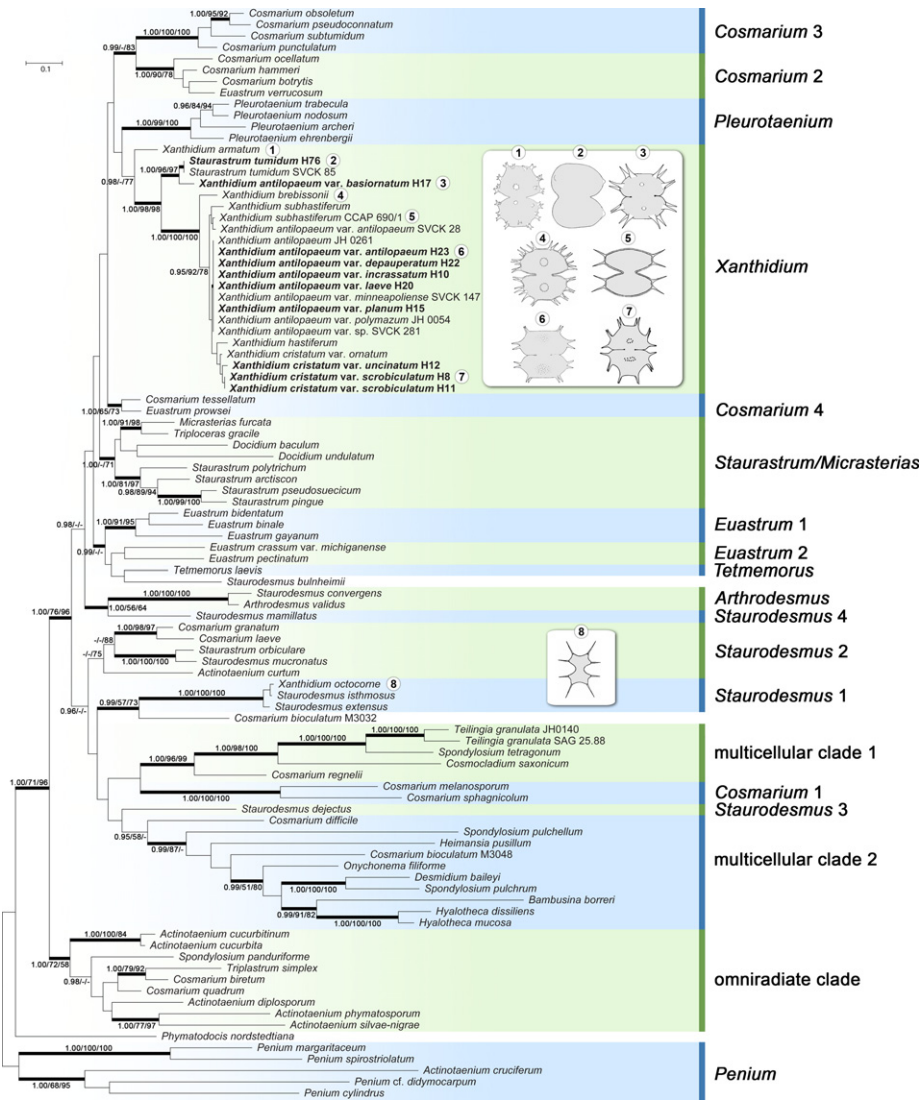 1.00/95/92
Cosmarium obsoletum
Cosmarium pseudoconnatum
Cosmarium subtumidum
Cosmarium punctulatum
1.00/100/100
0.99/-/83
Cosmarium 3
0.1
Cosmarium ocellatum
Cosmarium hammeri
Cosmarium botrytis
Euastrum verrucosum
1.00/90/78
Cosmarium 2
0.96/84/94
Pleurotaenium trabecula
Pleurotaenium nodosum
Pleurotaenium archeri
Pleurotaenium ehrenbergii
1.00/99/100
Pleurotaenium
Xanthidium armatum 1
Staurastrum tumidum H76 2
Staurastrum tumidum SVCK 85
Xanthidium antilopaeum var. basiornatum H17 3
Xanthidium brebissonii 4
Xanthidium subhastiferum
Xanthidium subhastiferum CCAP 690/1 5
Xanthidium antilopaeum var. antilopaeum SVCK 28
Xanthidium antilopaeum JH 0261
Xanthidium antilopaeum var. antilopaeum H23 6
Xanthidium antilopaeum var. depauperatum H22
Xanthidium antilopaeum var. incrassatum H10
Xanthidium antilopaeum var. laeve H20
Xanthidium antilopaeum var. minneapoliense SVCK 147
Xanthidium antilopaeum var. planum H15
Xanthidium antilopaeum var. polymazum JH 0054
Xanthidium antilopaeum var. sp. SVCK 281
Xanthidium hastiferum
Xanthidium cristatum var. ornatum
Xanthidium cristatum var. uncinatum H12
Xanthidium cristatum var. scrobiculatum H8 7
Xanthidium cristatum var. scrobiculatum H11
0.98/-/77
1.00/96/97
1.00/98/98
1.00/100/100
0.95/92/78
1 2 3
4 5
6 7
Xanthidium
Cosmarium tessellatum
Euastrum prowsei
1.00/65/73
Cosmarium 4
Micrasterias furcata
Triploceras gracile
Docidium baculum
Docidium undulatum
Staurastrum polytrichum
Staurastrum arctiscon
Staurastrum pseudosuecicum
Staurastrum pingue
1.00/91/98
1.00/-/71
1.00/81/97
0.98/89/94
1.00/99/100
Staurastrum/Micrasterias
Euastrum bidentatum
Euastrum binale
Euastrum gayanum
1.00/91/95
0.98/-/-
Euastrum 1
Euastrum crassum var. michiganense
Euastrum pectinatum
0.99/-/-
Euastrum 2
Tetmemorus laevis
Tetmemorus
Staurodesmus bulnheimii
Staurodesmus convergens
Arthrodesmus validus
1.00/100/100
1.00/56/64
Arthrodesmus
Staurodesmus mamillatus
Staurodesmus 4
1.00/76/96
Cosmarium granatum
Cosmarium laeve
Staurastrum orbiculare
Staurodesmus mucronatus
Actinotaenium curtum
1.00/98/97
-/-/88
-/-/75
1.00/100/100
Staurodesmus 2
8
Xanthidium octocorne 8
Staurodesmus isthmosus
Staurodesmus extensus
1.00/100/100
0.99/57/73
0.96/-/-
Staurodesmus 1
Cosmarium bioculatum M3032
Teilingia granulata JH0140
Teilingia granulata SAG 25.88
Spondylosium tetragonum
Cosmocladium saxonicum
Cosmarium regnelii
1.00/100/100
1.00/100/100
1.00/98/100
1.00/96/99
multicellular clade 1
1.00/71/96
Cosmarium melanosporum
Cosmarium sphagnicolum
1.00/100/100
Cosmarium 1
Staurodesmus dejectus
Staurodesmus 3
Cosmarium difficile
Spondylosium pulchellum
Heimansia pusillum
Cosmarium bioculatum M3048
Onychonema filiforme
Desmidium baileyi
Spondylosium pulchrum
Bambusina borreri
Hyalotheca dissiliens
Hyalotheca mucosa
0.95/58/-
0.99/87/-
0.99/51/80
1.00/100/100
0.99/91/82
1.00/100/100
multicellular clade 2
Actinotaenium cucurbitinum
Actinotaenium cucurbita
Spondylosium panduriforme
Triplastrum simplex
Cosmarium biretum
Cosmarium quadrum
Actinotaenium diplosporum
Actinotaenium phymatosporum
Actinotaenium silvae-nigrae
1.00/100/84
1.00/72/58
1.00/79/92
0.98/-/-
1.00/77/97
omniradiate clade
Phymatodocis nordstedtiana
Penium margaritaceum
Penium spirostriolatum
Actinotaenium cruciferum
Penium cf. didymocarpum
Penium cylindrus
1.00/100/100
1.00/68/95
Penium